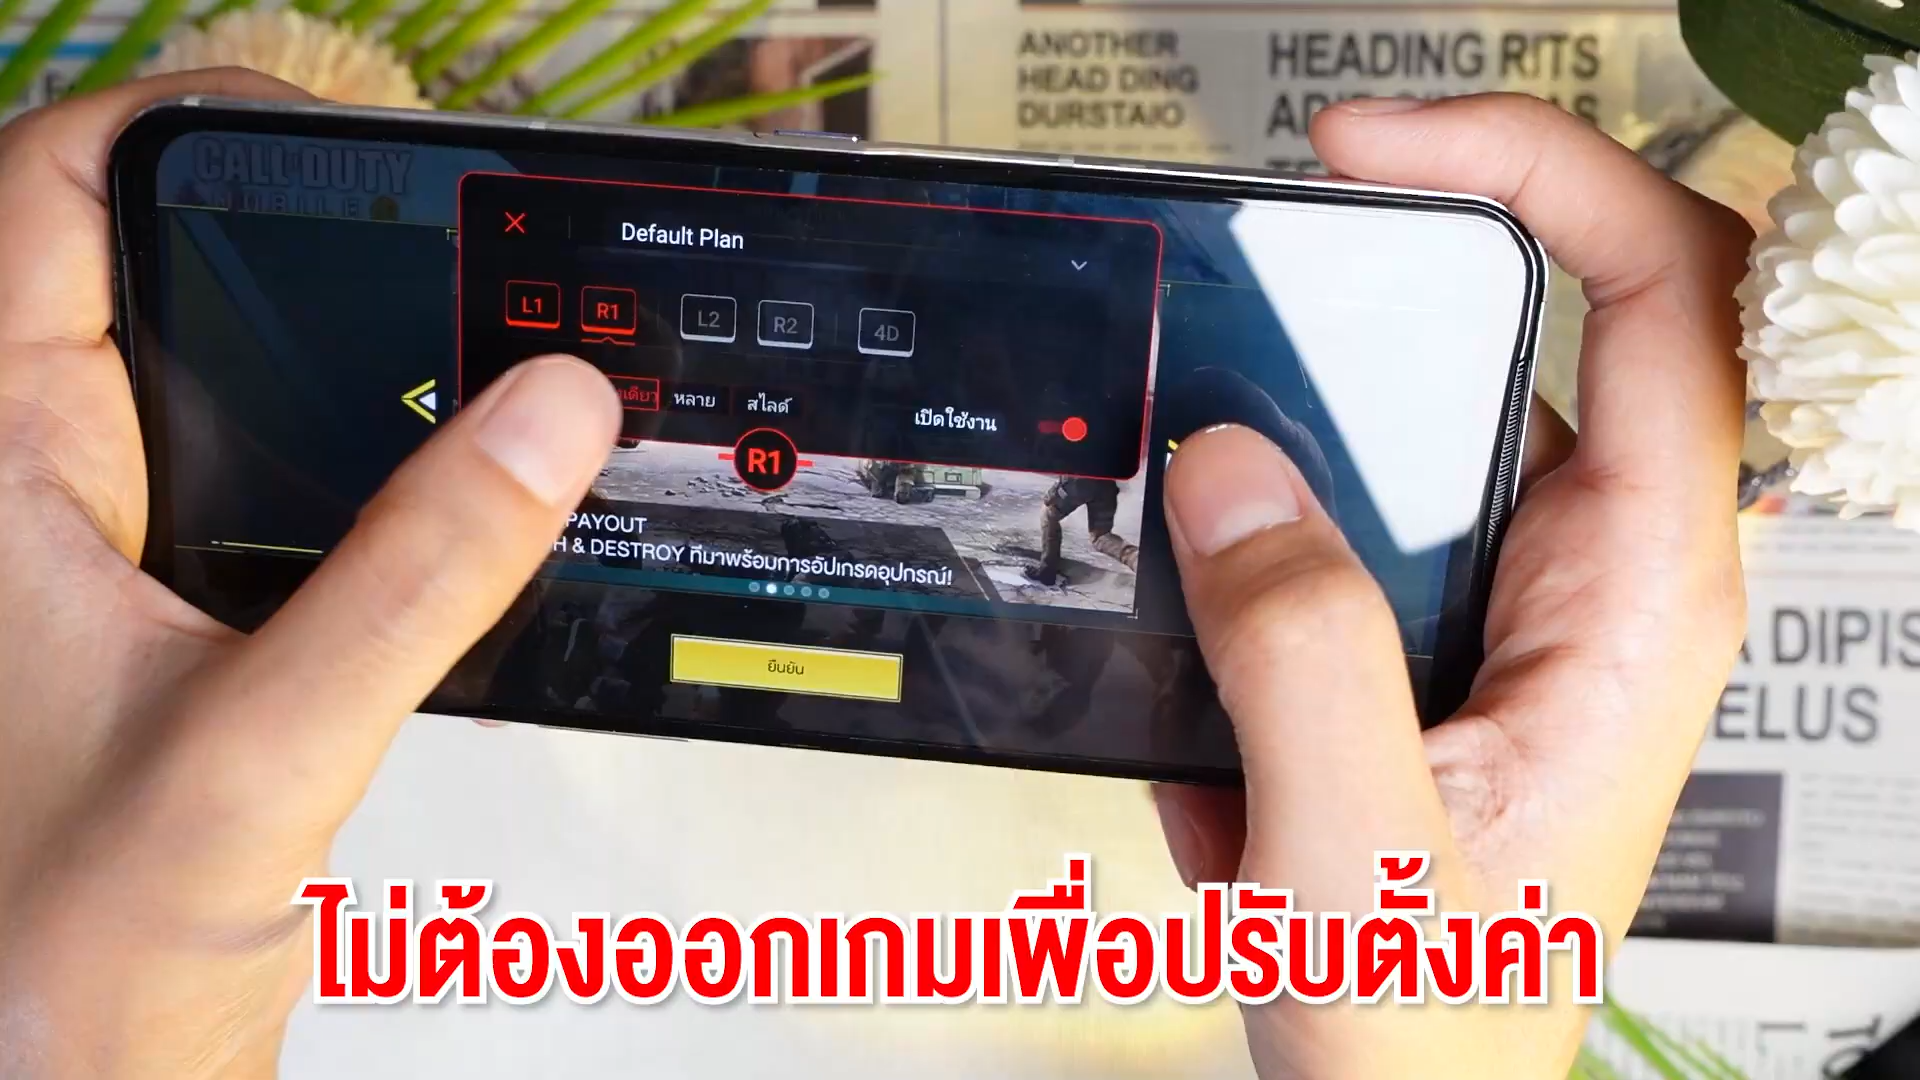 ANOTHER
HEAD DING
DURSTAIO
HEADING RITS
CALL OF DUTY
MOBILE
Default Plan
L1 R1 L2 R2 4D
หลาย สไลด์ เปิดใช้งาน
R1
PAYOUT
H & DESTROY ที่มาพร้อมการอัปเกรดอุปกรณ์!
ยืนยัน
DIPIS
ELUS
ไม่ต้องออกเกมเพื่อปรับตั้งค่า